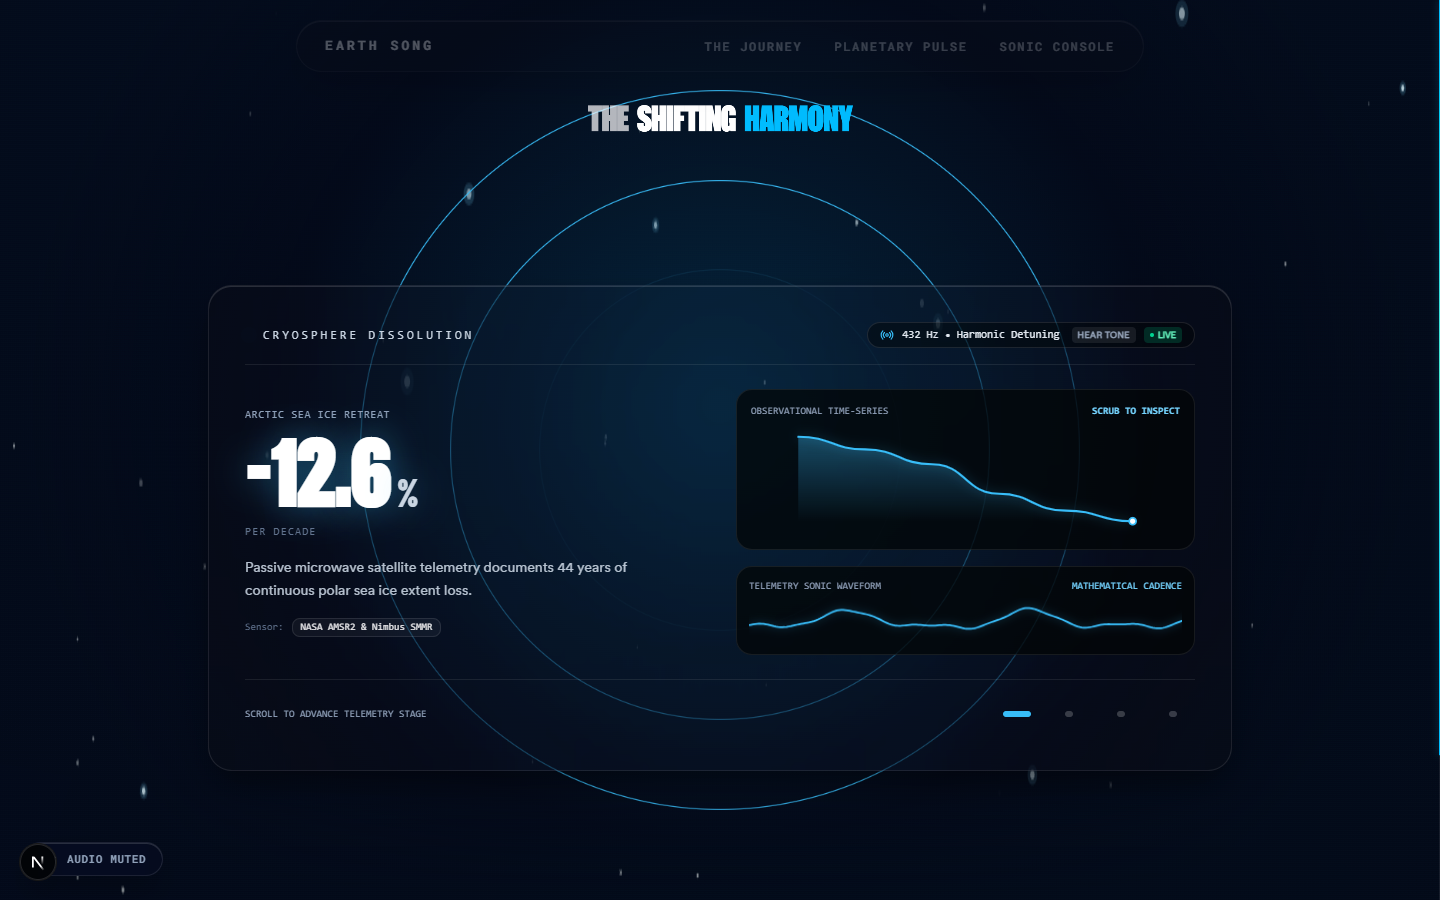 EARTH SONG
THE JOURNEY PLANETARY PULSE SONIC CONSOLE
THE SHIFTING HARMONY
CRYOSPHERE DISSOLUTION
432 Hz • Harmonic Detuning HEAR TONE • LIVE
ARCTIC SEA ICE RETREAT
-12.6%
PER DECADE
Passive microwave satellite telemetry documents 44 years of
continuous polar sea ice extent loss.
Sensor: NASA AMSR2 & Nimbus SMMR
OBSERVATIONAL TIME-SERIES SCRUB TO INSPECT
TELEMETRY SONIC WAVEFORM MATHEMATICAL CADENCE
SCROLL TO ADVANCE TELEMETRY STAGE
N AUDIO MUTED